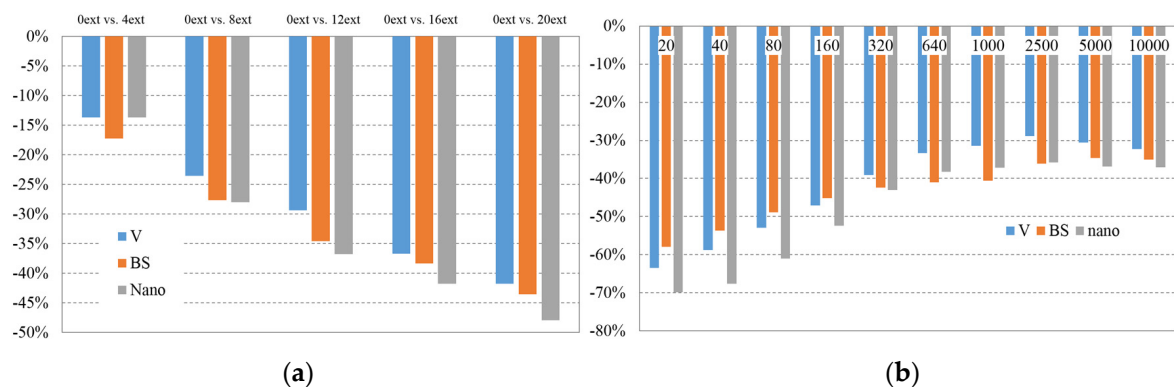 0ext vs. 4ext 0ext vs. 8ext 0ext vs. 12ext 0ext vs. 16ext 0ext vs. 20ext
0%
-5%
-10%
-15%
-20%
-25%
-30%
-35%
-40%
-45%
-50%
V
BS
Nano
(a)
0%
-10%
-20%
-30%
-40%
-50%
-60%
-70%
-80%
20 40 80 160 320 640 1000 2500 5000 10000
V BS nano
(b)